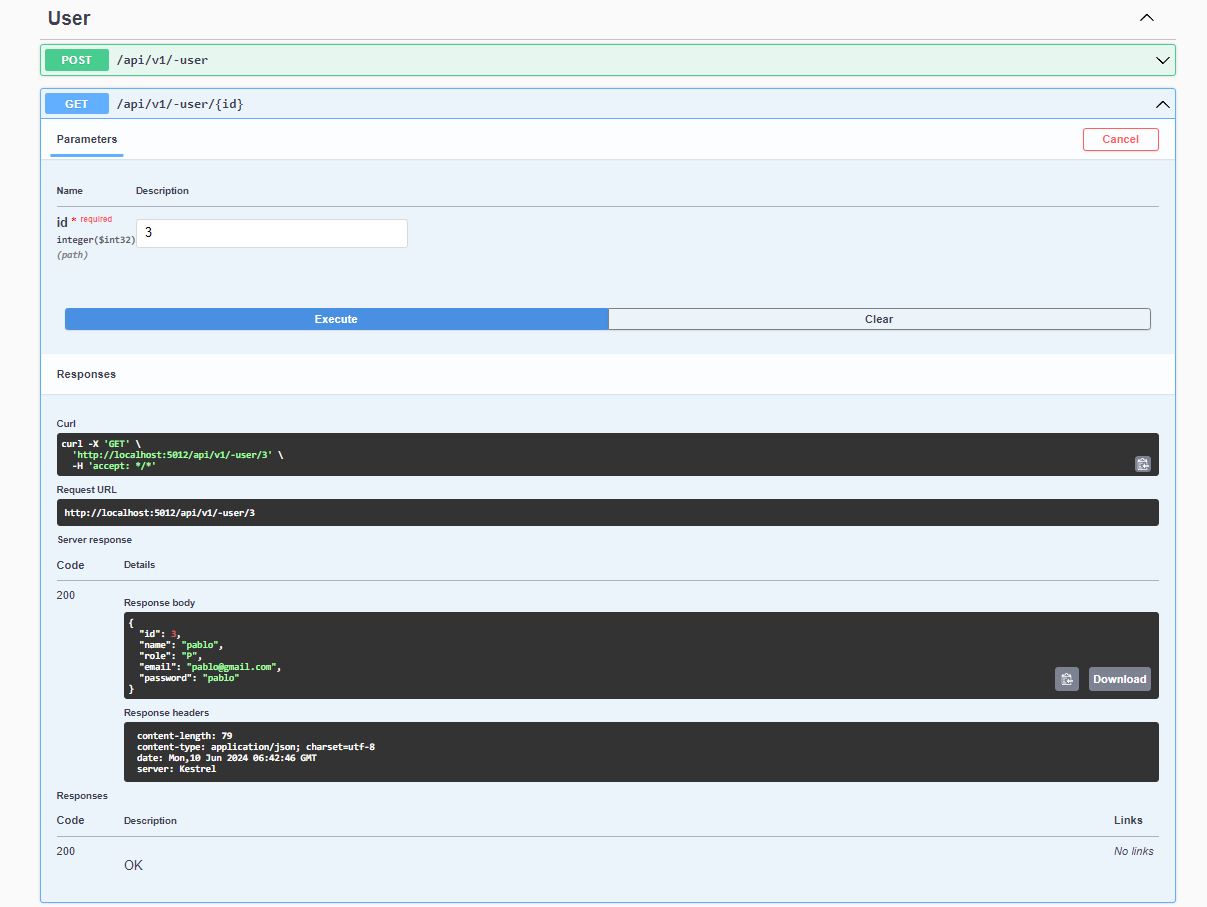 User
POST /api/v1/-user
GET /api/v1/-user/{id}
Parameters
Cancel
Name Description
id * required
integer($int32)
(path)
3
Execute Clear
Responses
Curl
curl -X 'GET' \
'http://localhost:5012/api/v1/-user/3' \
-H 'accept: */*'
Request URL
http://localhost:5012/api/v1/-user/3
Server response
Code Details
200
Response body
{
"id": 3,
"name": "pablo",
"role": "P",
"email": "pablo@gmail.com",
"password": "pablo"
}
Download
Response headers
content-length: 79
content-type: application/json; charset=utf-8
date: Mon,10 Jun 2024 06:42:46 GMT
server: Kestrel
Responses
Code Description Links
200 No links
OK